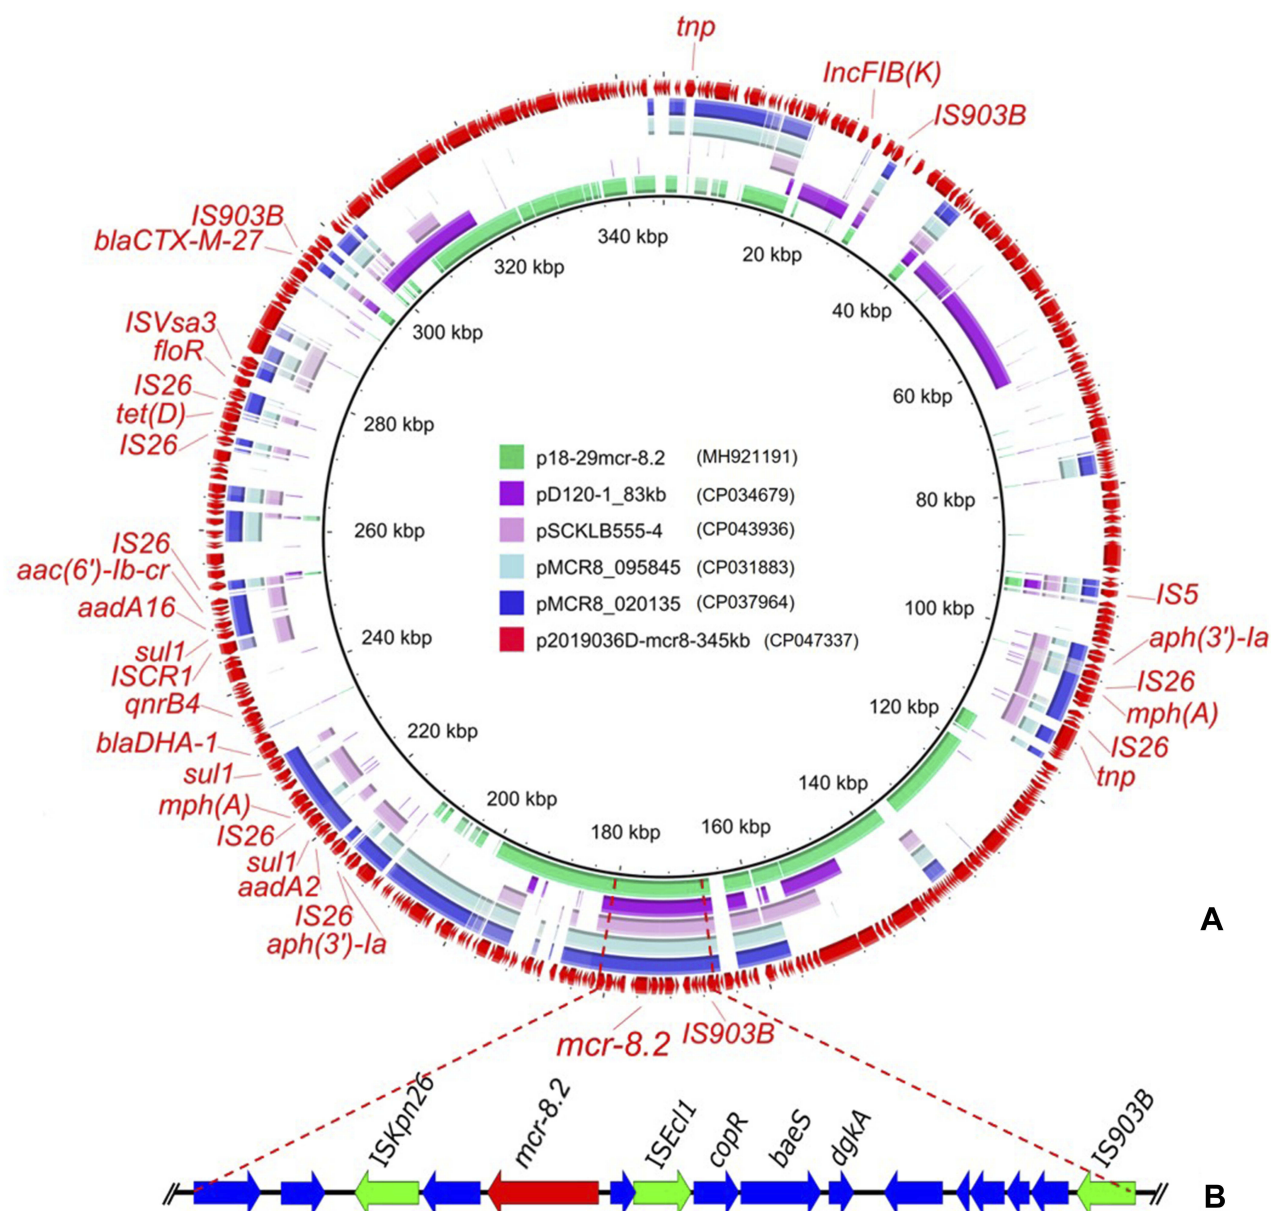 tnp
IncFIB(K)
IS903B
IS903B
blaCTX-M-27
340 kbp
20 kbp
320 kbp
40 kbp
300 kbp
ISVsa3
floR
IS26
tet(D)
IS26
60 kbp
280 kbp
p18-29mcr-8.2 (MH921191)
pD120-1_83kb (CP034679)
80 kbp
pSCKLB555-4 (CP043936)
260 kbp
IS26
aac(6')-Ib-cr
pMCR8_095845 (CP031883)
aadA16
pMCR8_020135 (CP037964)
100 kbp
IS5
240 kbp
p2019036D-mcr8-345kb (CP047337)
aph(3')-Ia
sul1
ISCR1
IS26
qnrB4
mph(A)
120 kbp
220 kbp
blaDHA-1
IS26
sul1
tnp
140 kbp
mph(A)
200 kbp
IS26
180 kbp
160 kbp
sul1
aadA2
IS26
A
aph(3')-Ia
mcr-8.2
IS903B
ISKpn26
mcr-8.2
ISEcl1
copR
baeS
dgkA
IS903B
B